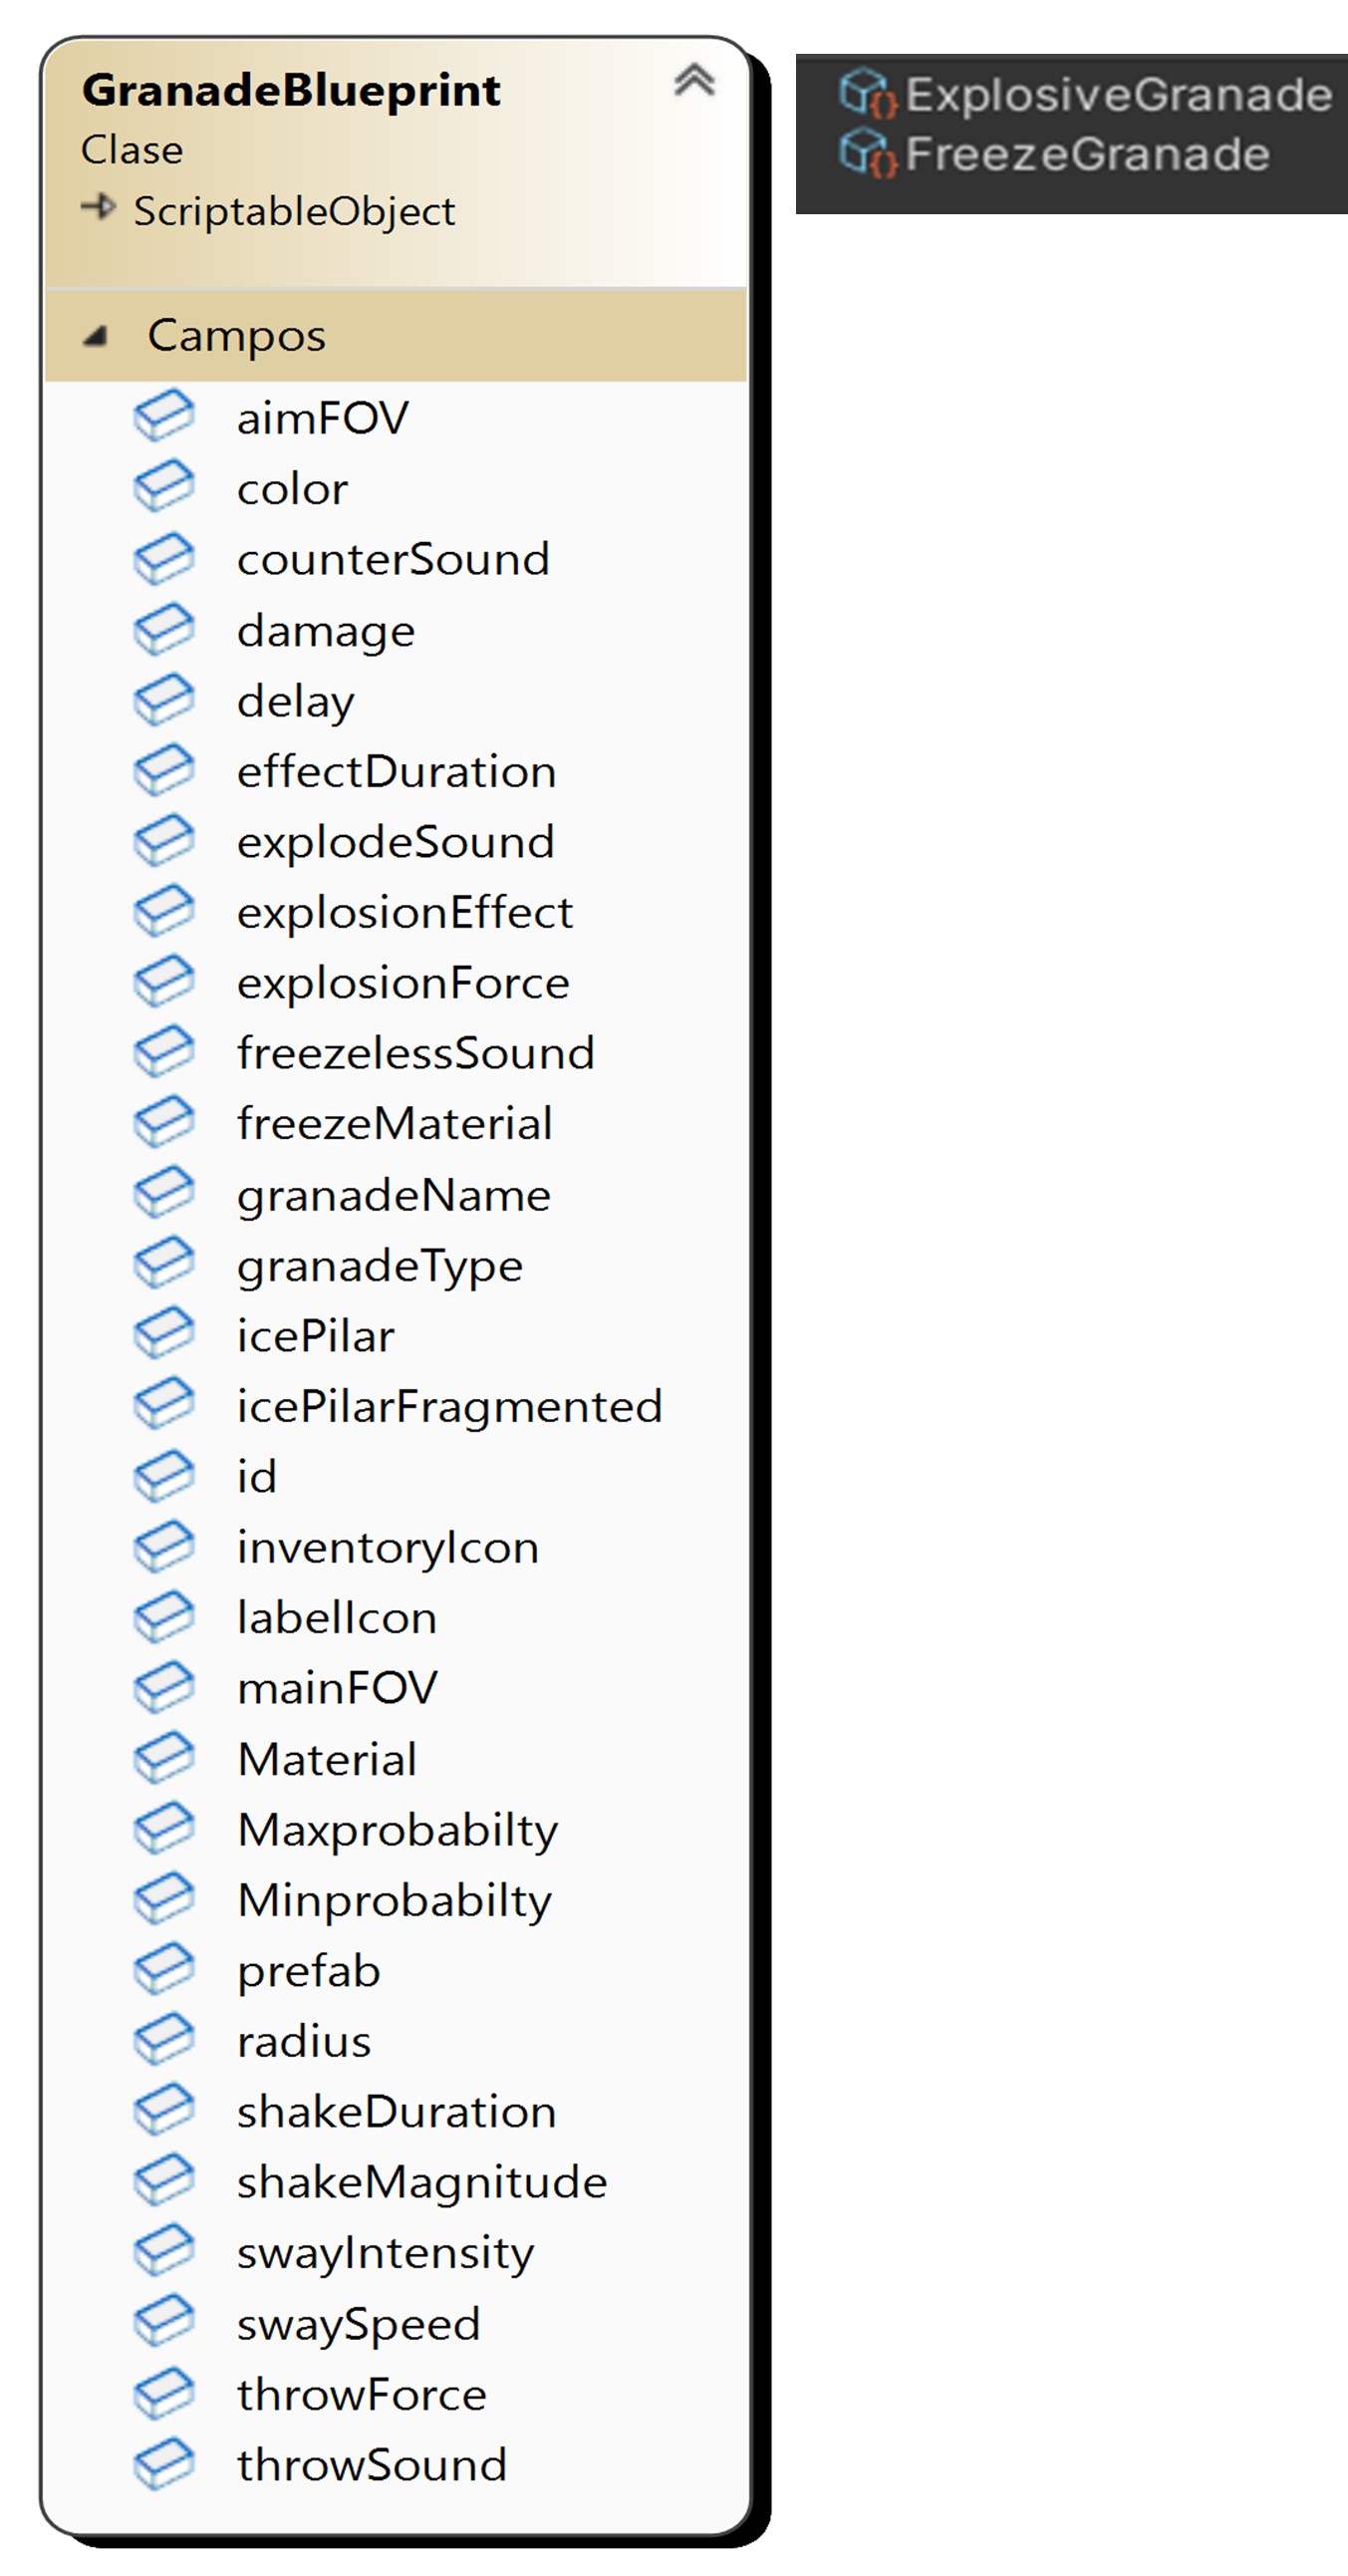 GranadeBlueprint
Clase
ScriptableObject
Campos
aimFOV
color
counterSound
damage
delay
effectDuration
explodeSound
explosionEffect
explosionForce
freezelessSound
freezeMaterial
granadeName
granadeType
icePilar
icePilarFragmented
id
inventoryIcon
labelIcon
mainFOV
Material
Maxprobabilty
Minprobabilty
prefab
radius
shakeDuration
shakeMagnitude
swayIntensity
swaySpeed
throwForce
throwSound
ExplosiveGranade
FreezeGranade